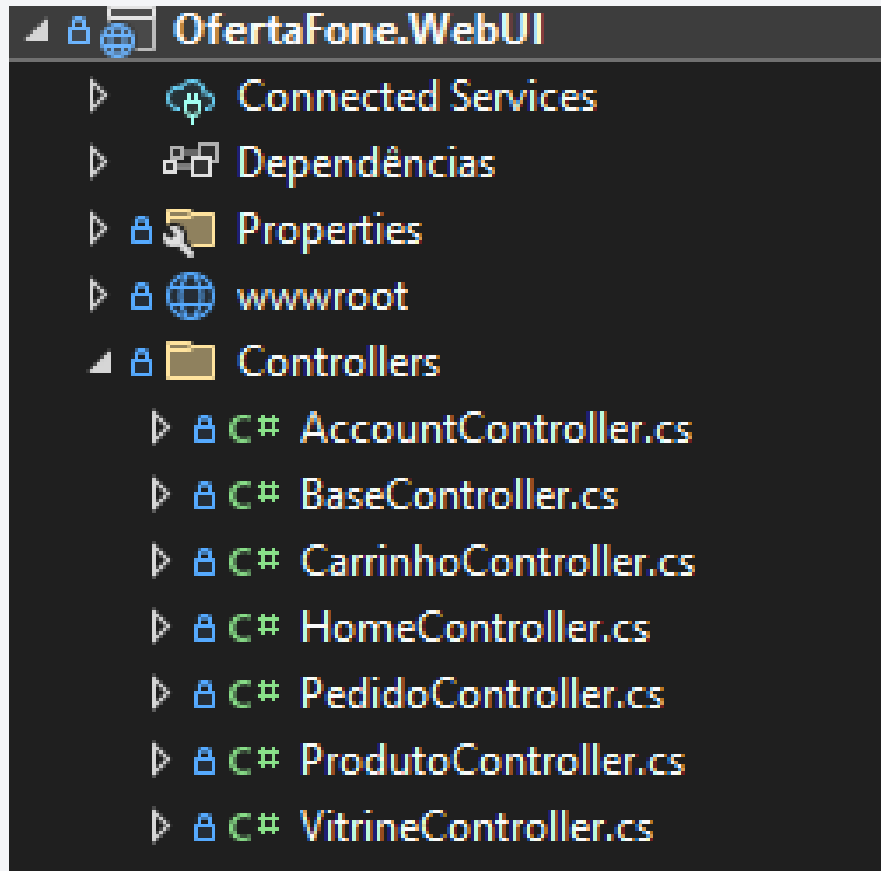 OfertaFone.WebUI
Connected Services
Dependências
Properties
wwwroot
Controllers
C# AccountController.cs
C# BaseController.cs
C# CarrinhoController.cs
C# HomeController.cs
C# PedidoController.cs
C# ProdutoController.cs
C# VitrineController.cs